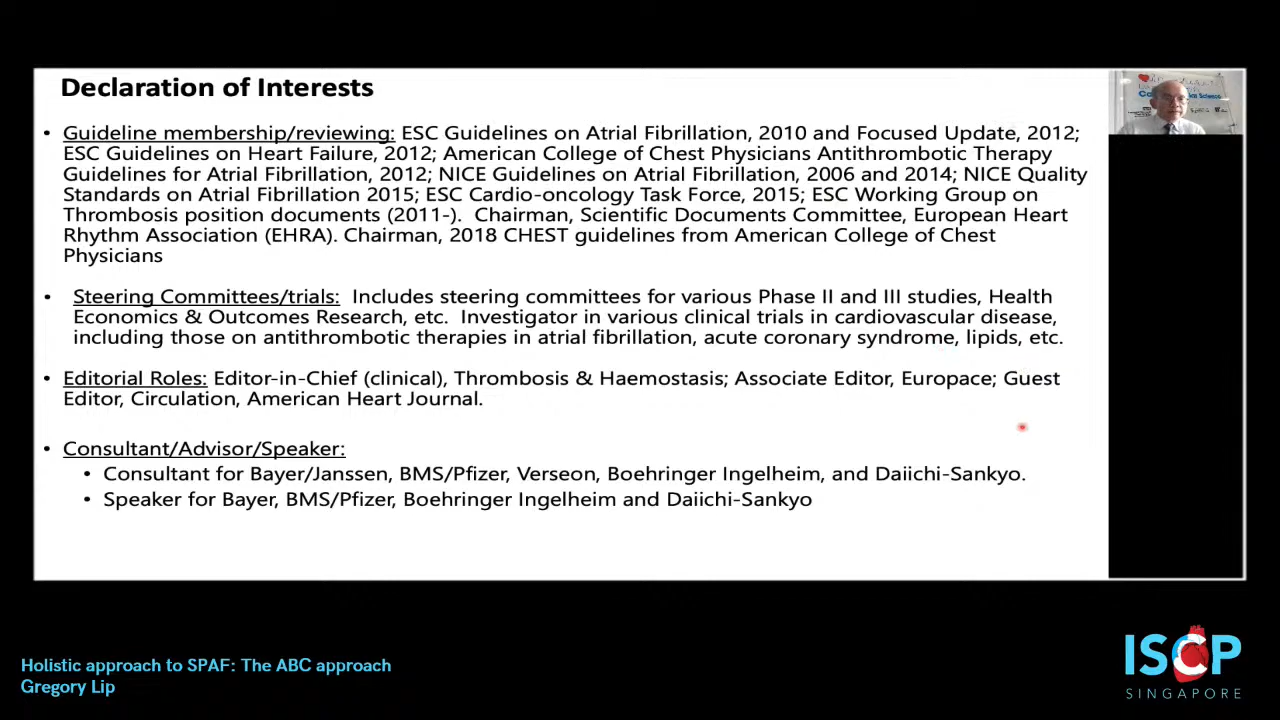 Declaration of Interests
• Guideline membership/reviewing: ESC Guidelines on Atrial Fibrillation, 2010 and Focused Update, 2012;
ESC Guidelines on Heart Failure, 2012; American College of Chest Physicians Antithrombotic Therapy
Guidelines for Atrial Fibrillation, 2012; NICE Guidelines on Atrial Fibrillation, 2006 and 2014; NICE Quality
Standards on Atrial Fibrillation 2015; ESC Cardio-oncology Task Force, 2015; ESC Working Group on
Thrombosis position documents (2011-). Chairman, Scientific Documents Committee, European Heart
Rhythm Association (EHRA). Chairman, 2018 CHEST guidelines from American College of Chest
Physicians
• Steering Committees/trials: Includes steering committees for various Phase II and III studies, Health
Economics & Outcomes Research, etc. Investigator in various clinical trials in cardiovascular disease,
including those on antithrombotic therapies in atrial fibrillation, acute coronary syndrome, lipids, etc.
• Editorial Roles: Editor-in-Chief (clinical), Thrombosis & Haemostasis; Associate Editor, Europace; Guest
Editor, Circulation, American Heart Journal.
• Consultant/Advisor/Speaker:
• Consultant for Bayer/Janssen, BMS/Pfizer, Verseon, Boehringer Ingelheim, and Daiichi-Sankyo.
• Speaker for Bayer, BMS/Pfizer, Boehringer Ingelheim and Daiichi-Sankyo
Holistic approach to SPAF: The ABC approach
Gregory Lip
ISCP
SINGAPORE